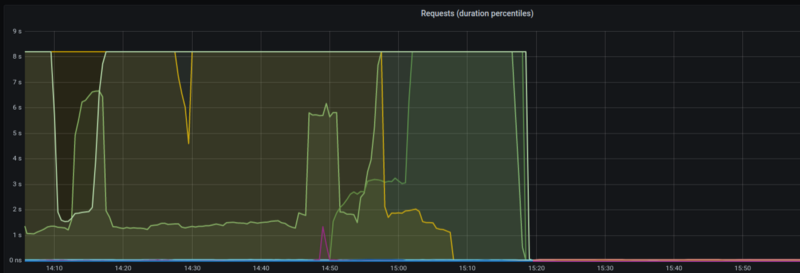 Requests (duration percentiles)
9 s
8 s
7 s
6 s
5 s
4 s
3 s
2 s
1 s
0 ns
14:10 14:20 14:30 14:40 14:50 15:00 15:10 15:20 15:30 15:40 15:50